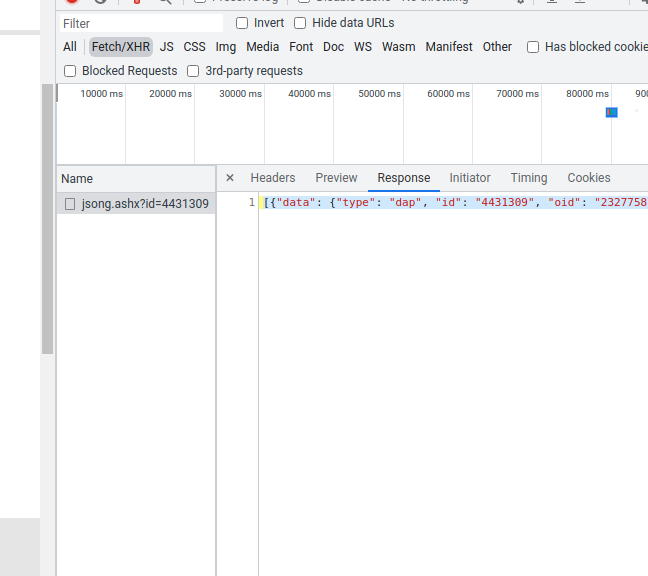 Filter Invert Hide data URLs
All Fetch/XHR JS CSS Img Media Font Doc WS Wasm Manifest Other Has blocked cookie
Blocked Requests 3rd-party requests
10000 ms 20000 ms 30000 ms 40000 ms 50000 ms 60000 ms 70000 ms 80000 ms 900
Name × Headers Preview Response Initiator Timing Cookies
jsong.ashx?id=4431309 1 [{"data": {"type": "dap", "id": "4431309", "oid": "2327758